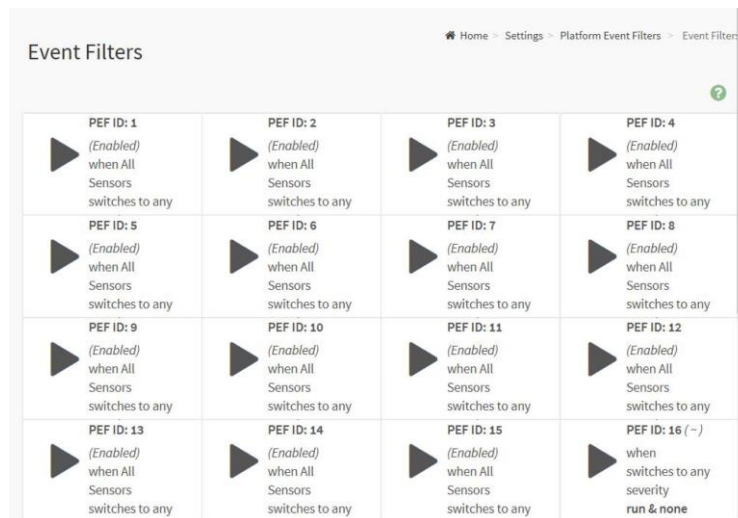 Home > Settings > Platform Event Filters > Event Filters
Event Filters
?
PEF ID: 1
(Enabled)
when All
Sensors
switches to any
PEF ID: 2
(Enabled)
when All
Sensors
switches to any
PEF ID: 3
(Enabled)
when All
Sensors
switches to any
PEF ID: 4
(Enabled)
when All
Sensors
switches to any
PEF ID: 5
(Enabled)
when All
Sensors
switches to any
PEF ID: 6
(Enabled)
when All
Sensors
switches to any
PEF ID: 7
(Enabled)
when All
Sensors
switches to any
PEF ID: 8
(Enabled)
when All
Sensors
switches to any
PEF ID: 9
(Enabled)
when All
Sensors
switches to any
PEF ID: 10
(Enabled)
when All
Sensors
switches to any
PEF ID: 11
(Enabled)
when All
Sensors
switches to any
PEF ID: 12
(Enabled)
when All
Sensors
switches to any
PEF ID: 13
(Enabled)
when All
Sensors
switches to any
PEF ID: 14
(Enabled)
when All
Sensors
switches to any
PEF ID: 15
(Enabled)
when All
Sensors
switches to any
PEF ID: 16 (~)
when
switches to any
severity
run & none